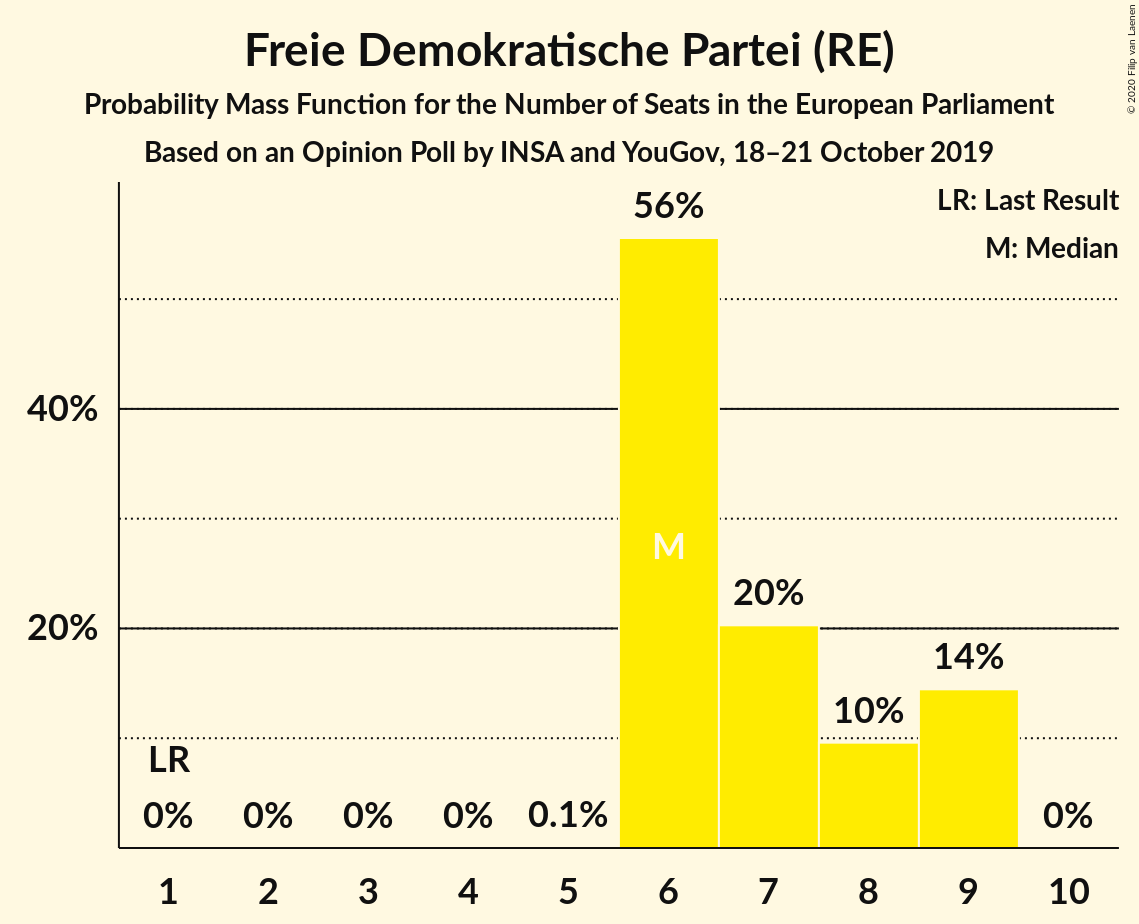 Freie Demokratische Partei (RE)
Probability Mass Function for the Number of Seats in the European Parliament
Based on an Opinion Poll by INSA and YouGov, 18–21 October 2019
© 2020 Filip van Laenen
LR: Last Result
M: Median
56%
40%
M
20%
20%
14%
10%
LR
0%
0%
0%
0%
0.1%
0%
1
2
3
4
5
6
7
8
9
10